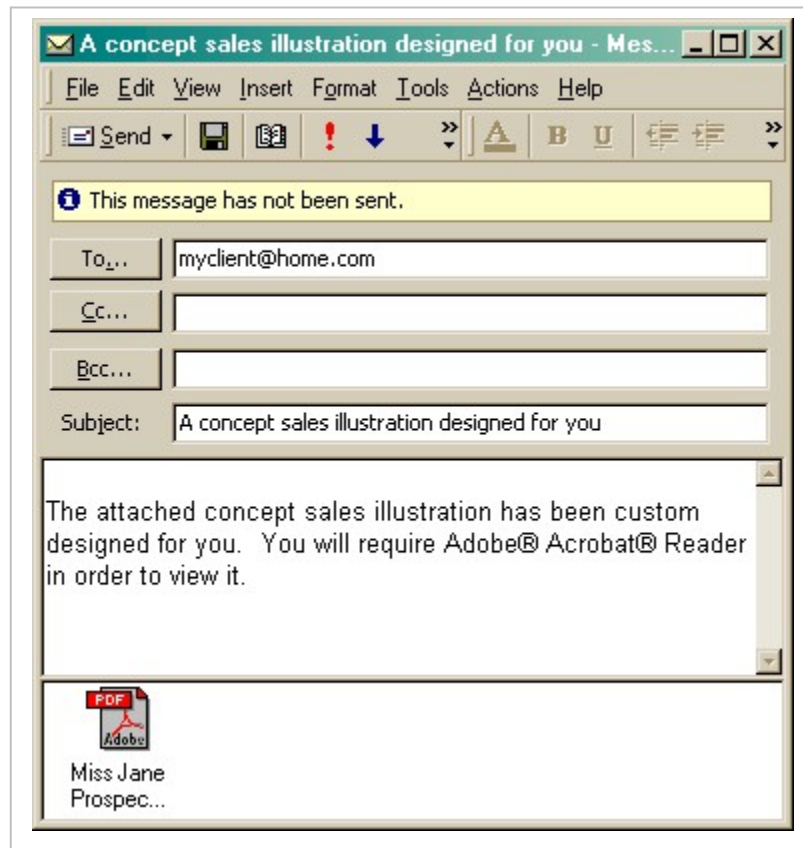 A concept sales illustration designed for you - Mes...
File Edit View Insert Format Tools Actions Help
Send A B U
This message has not been sent.
To... myclient@home.com
Cc...
Bcc...
Subject: A concept sales illustration designed for you
The attached concept sales illustration has been custom
designed for you. You will require Adobe® Acrobat® Reader
in order to view it.
PDF
Adobe
Miss Jane
Prospec...